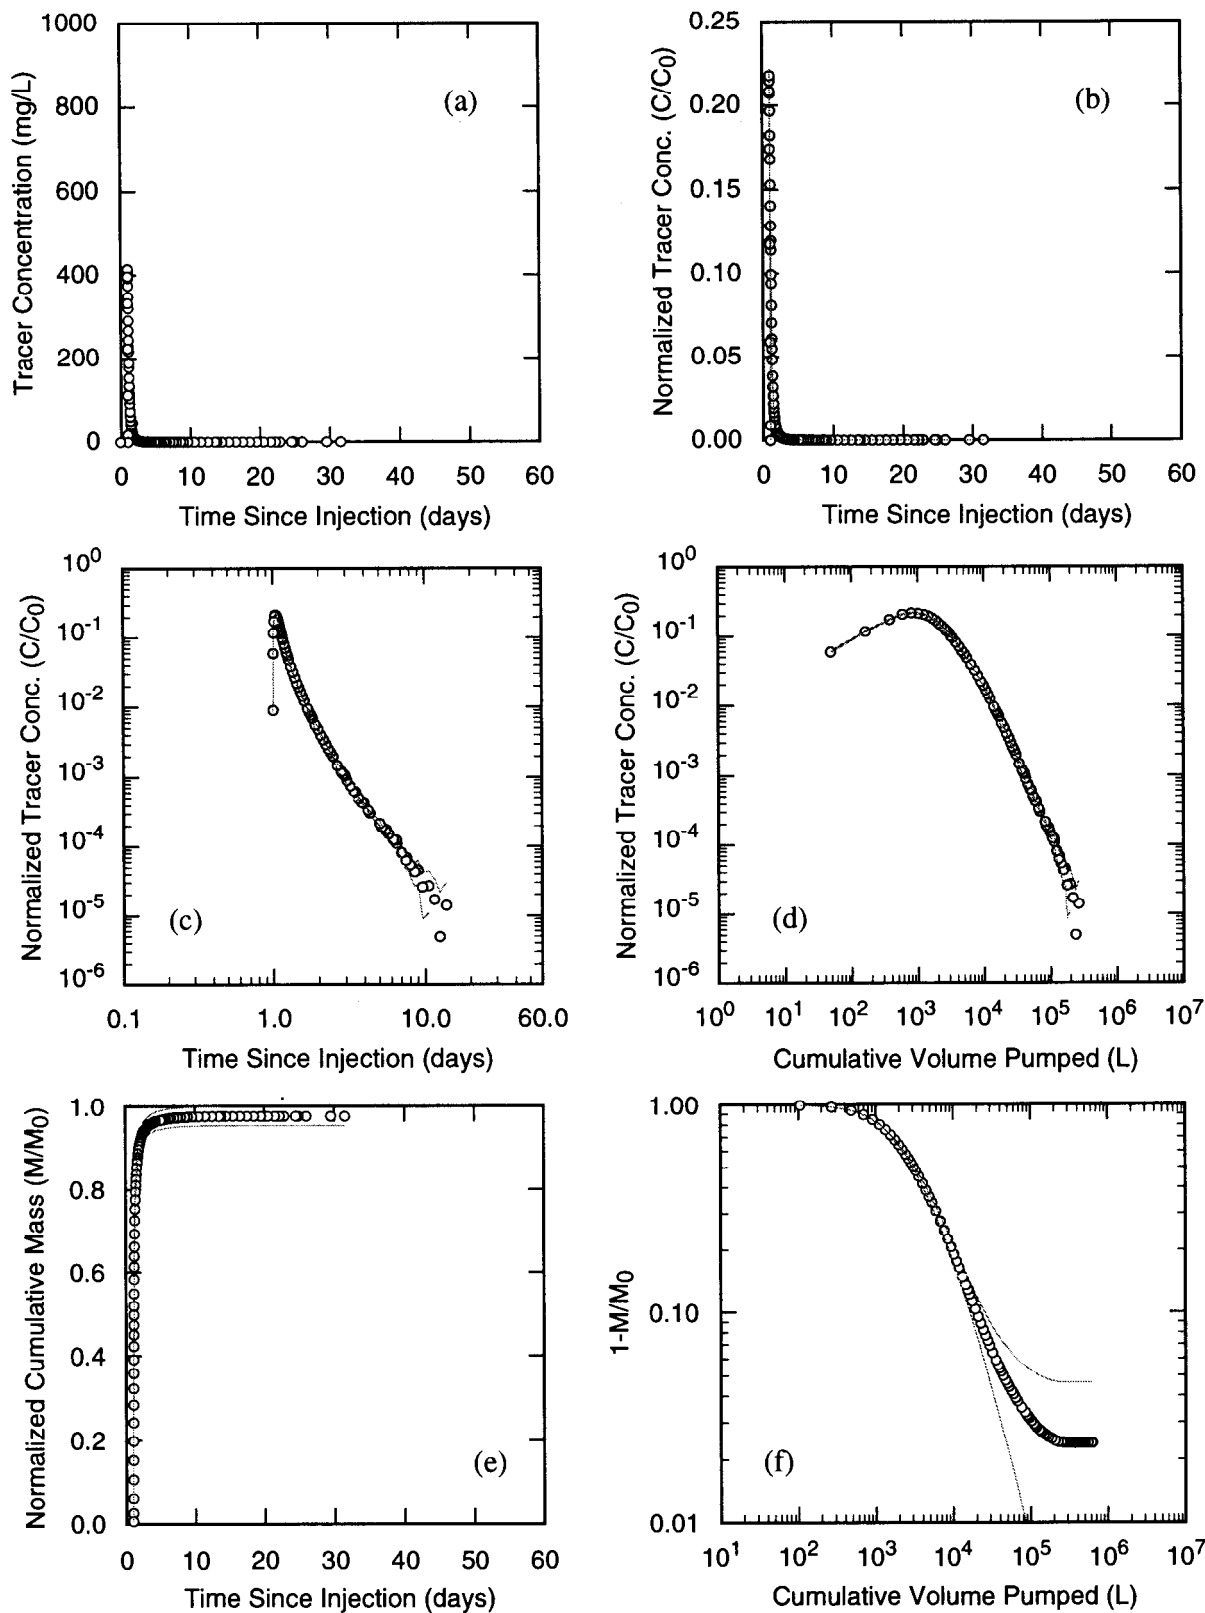 Tracer Concentration (mg/L)
1000
800
600
400
200
0
(a)
0 10 20 30 40 50 60
Time Since Injection (days)
Normalized Tracer Conc. (C/C0)
0.25
0.20
0.15
0.10
0.05
0.00
(b)
0 10 20 30 40 50 60
Time Since Injection (days)
Normalized Tracer Conc. (C/C0)
10^0
10^-1
10^-2
10^-3
10^-4
10^-5
10^-6
(c)
0.1 1.0 10.0 60.0
Time Since Injection (days)
Normalized Tracer Conc. (C/C0)
10^0
10^-1
10^-2
10^-3
10^-4
10^-5
10^-6
(d)
10^0 10^1 10^2 10^3 10^4 10^5 10^6 10^7
Cumulative Volume Pumped (L)
Normalized Cumulative Mass (M/M0)
1.0
0.8
0.6
0.4
0.2
0.0
(e)
0 10 20 30 40 50 60
Time Since Injection (days)
1-M/M0
1.00
0.10
0.01
(f)
10^1 10^2 10^3 10^4 10^5 10^6 10^7
Cumulative Volume Pumped (L)